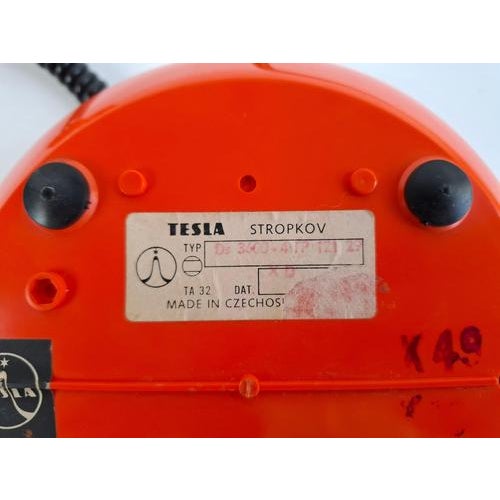 TESLA STROPKOV
TYP
X D
TA 32 DAT.
MADE IN CZECHOS
X 49